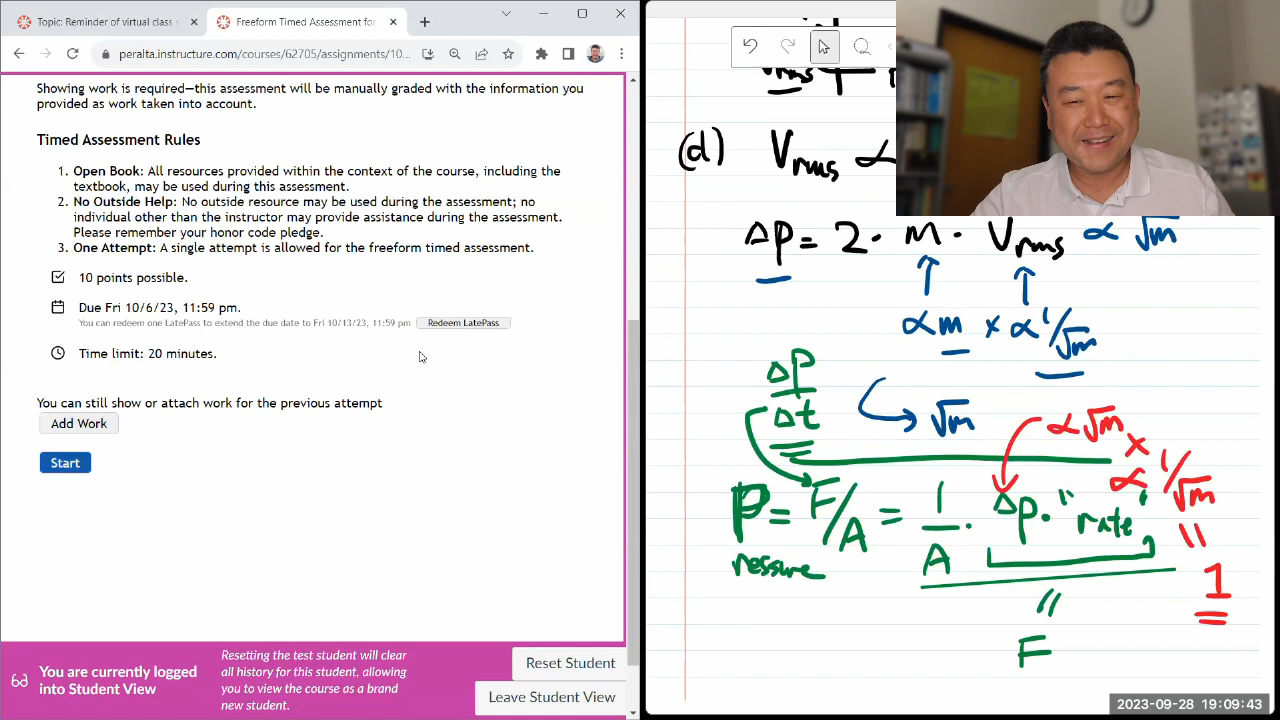 Topic: Reminder of virtual class s
Freeform Timed Assessment for
peralta.instructure.com/courses/62705/assignments/10...
Showing work is required—this assessment will be manually graded with the information you
provided as work taken into account.
Timed Assessment Rules
1. Open Book: All resources provided within the context of the course, including the
textbook, may be used during this assessment.
2. No Outside Help: No outside resource may be used during the assessment; no
individual other than the instructor may provide assistance during the assessment.
Please remember your honor code pledge.
3. One Attempt: A single attempt is allowed for the freeform timed assessment.
10 points possible.
Due Fri 10/6/23, 11:59 pm.
You can redeem one LatePass to extend the due date to Fri 10/13/23, 11:59 pm
Redeem LatePass
Time limit: 20 minutes.
You can still show or attach work for the previous attempt
Add Work
Start
You are currently logged
into Student View
Resetting the test student will clear
all history for this student, allowing
you to view the course as a brand
new student.
Reset Student
Leave Student View
(d) Vrms ∝
Δp = 2 · m · Vrms ∝ √m
∝ m × ∝ 1/√m
Δp
Δt
√m
∝ √m
×
∝ 1/√m
P = F/A = 1/A · Δp · "rate"
ressure
=
1
=
F
2023-09-28 19:09:43